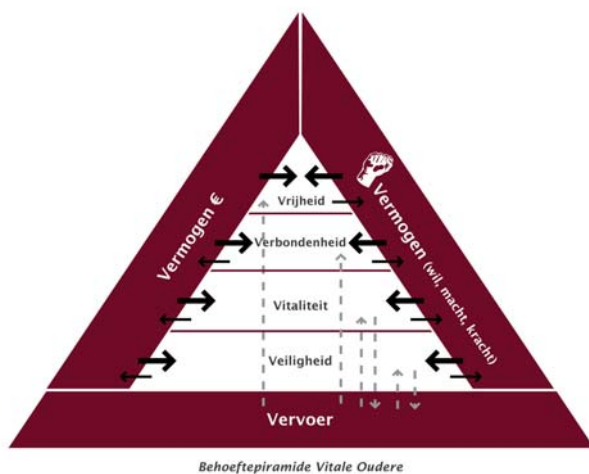 Vrijheid
Verbondenheid
Vitaliteit
Veiligheid
Vermogen €
Vermogen (wil, macht, kracht)
Vervoer
Behoeftepiramide Vitale Oudere